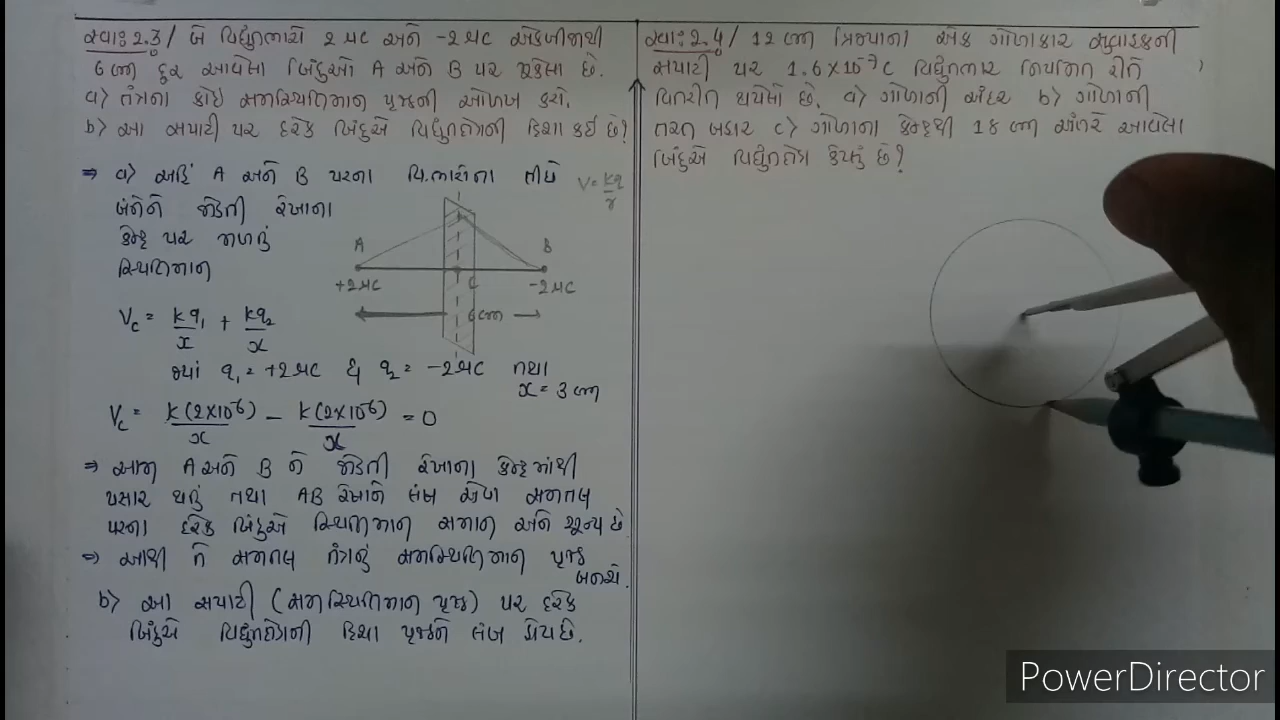 સ્વાઃ 2.3/ બે વિદ્યુતભારો 2 μC અને -2 μC એકબીજાથી
6 cm દૂર આવેલા બિંદુઓ A અને B પર મૂકેલા છે.
a) તંત્રના કોઈ સમસ્થિતિમાન પૃષ્ઠની ઓળખ કરો.
b) આ સપાટી પર દરેક બિંદુએ વિદ્યુતક્ષેત્રની દિશા કઈ છે?
⇒ a) અહિં A અને B પરના વિ.ભારોના લીધે
બંનેને જોડતી રેખાના
કેન્દ્ર પર મળતું
સ્થિતિમાન
V = kq/r
A B
+2 μC C -2 μC
6 cm
Vc = kq₁/x + kq₂/x
જ્યાં q₁ = +2 μC & q₂ = -2 μC તથા
x = 3 cm
Vc = k(2×10⁻⁶)/x - k(2×10⁻⁶)/x = 0
⇒ આમ A અને B ને જોડતી રેખાના કેન્દ્રમાંથી
પસાર થતું તથા AB રેખાને લંબ એવા સમતલ
પરના દરેક બિંદુએ સ્થિતિમાન સમાન અને શૂન્ય છે
⇒ આથી તે સમતલ તંત્રનું સમસ્થિતિમાન પૃષ્ઠ
બનશે.
b) આ સપાટી (સમસ્થિતિમાન પૃષ્ઠ) પર દરેક
બિંદુએ વિદ્યુતક્ષેત્રની દિશા પૃષ્ઠને લંબ હોય છે.
સ્વાઃ 2.4/ 12 cm ત્રિજ્યાના એક ગોળાકાર સુવાહકની
સપાટી પર 1.6×10⁻⁷ C વિદ્યુતભાર નિયમિત રીતે
વિતરીત થયેલો છે. a) ગોળાની અંદર b) ગોળાની
તરત બહાર c) ગોળાના કેન્દ્રથી 18 cm અંતરે આવેલા
બિંદુએ વિદ્યુતક્ષેત્ર કેટલું છે?
PowerDirector